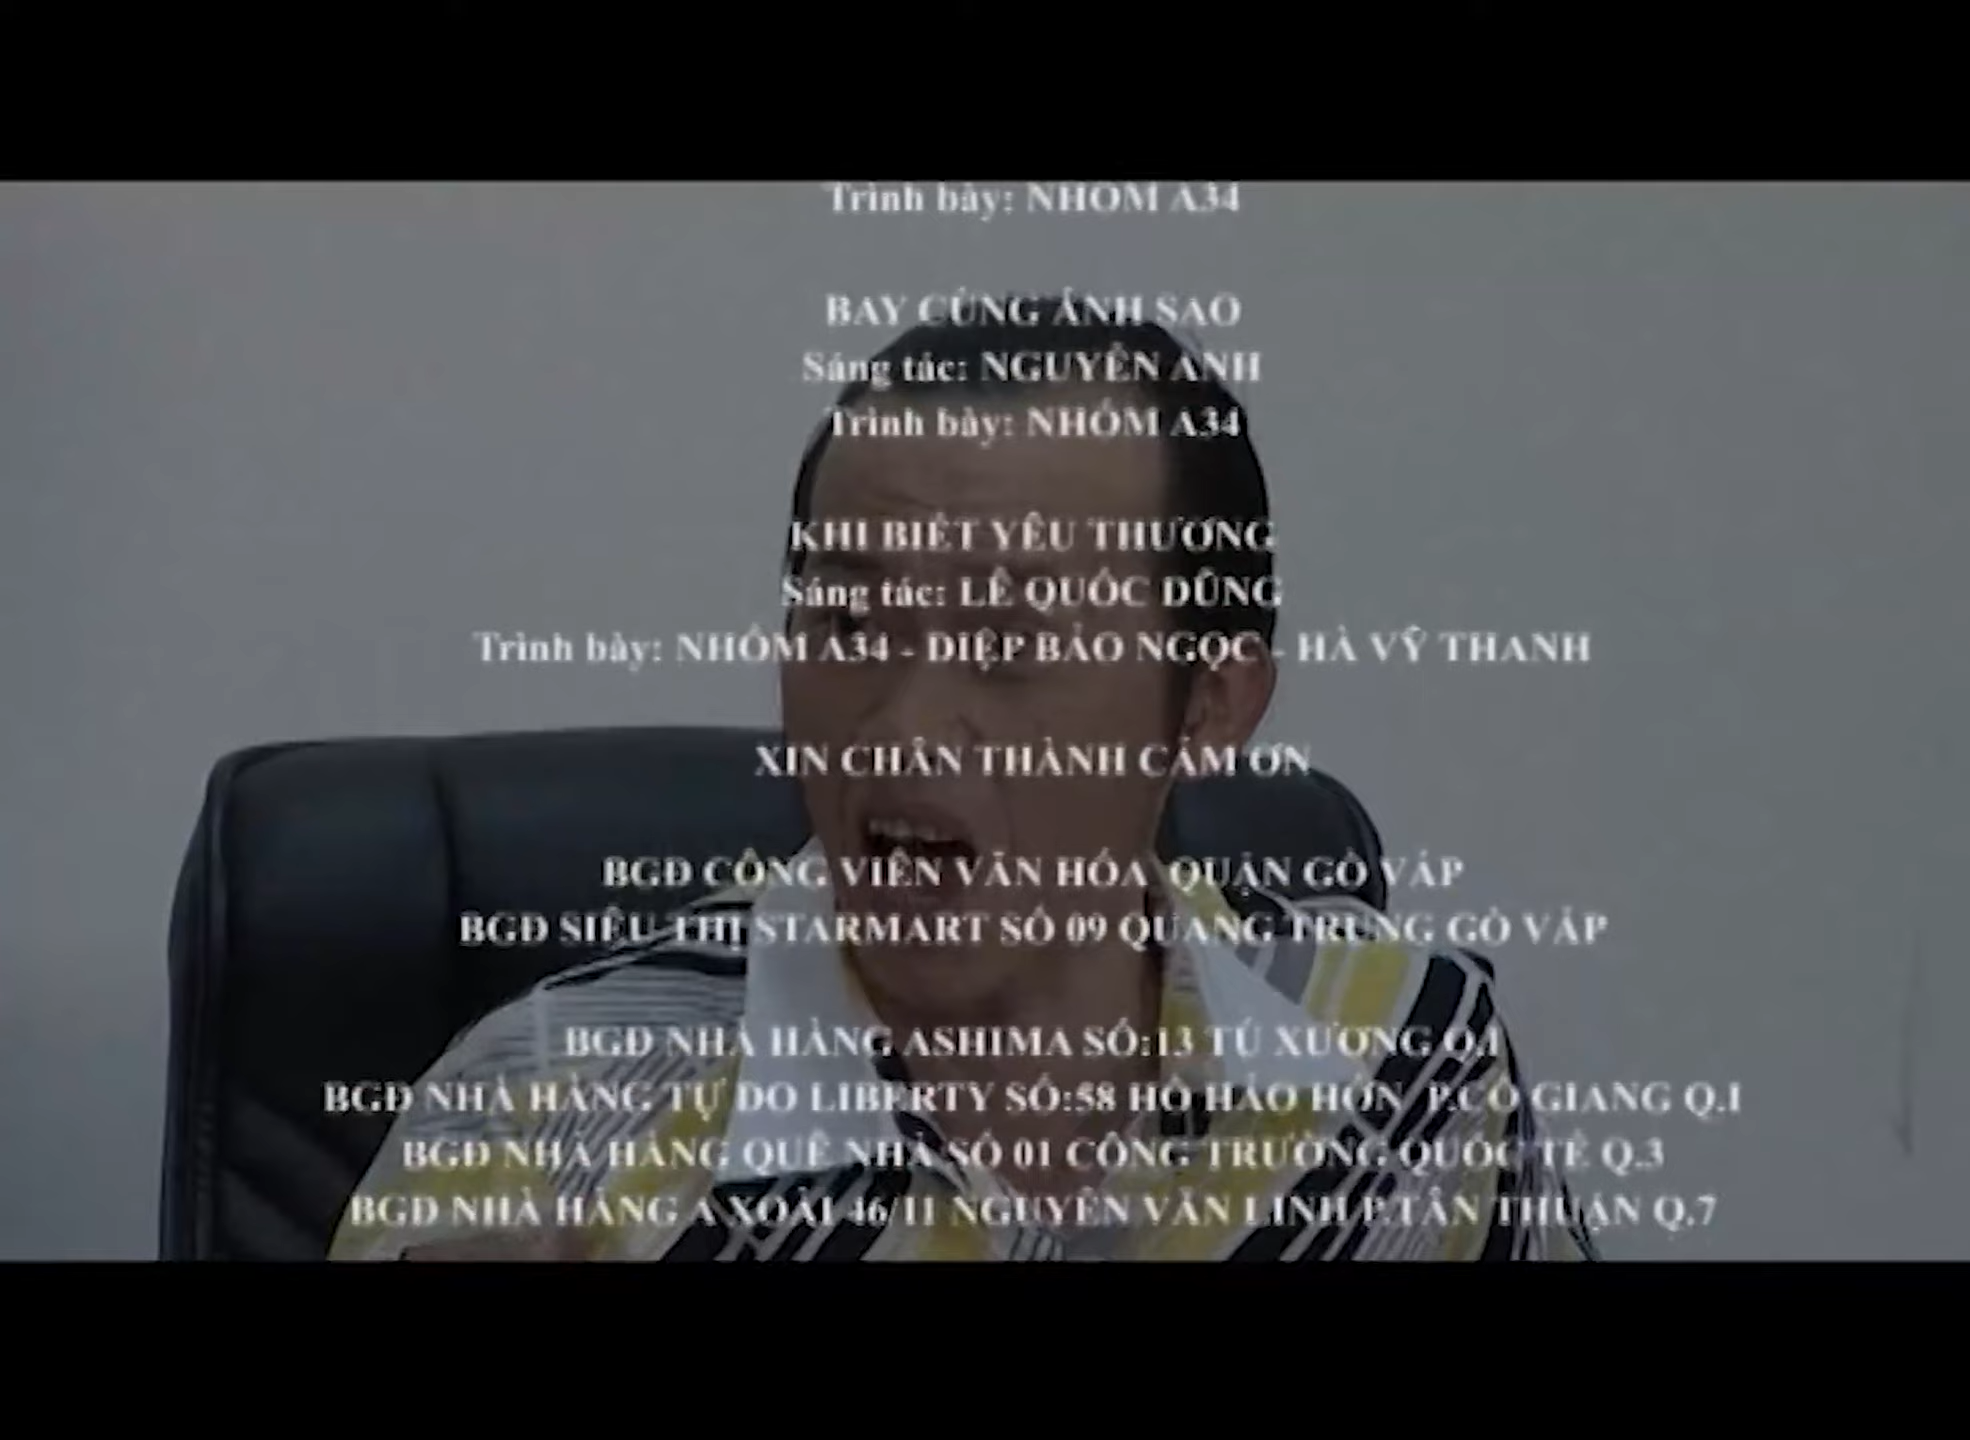 Trình bày: NHÓM A34
BAY CÙNG ÁNH SAO
Sáng tác: NGUYÊN ANH
Trình bày: NHÓM A34
KHI BIẾT YÊU THƯƠNG
Sáng tác: LÊ QUỐC DŨNG
Trình bày: NHÓM A34 - DIỆP BẢO NGỌC - HÀ VỸ THANH
XIN CHÂN THÀNH CẢM ƠN
BGĐ CÔNG VIÊN VĂN HÓA QUẬN GÒ VẤP
BGĐ SIÊU THỊ STARMART SỐ 09 QUANG TRUNG GÒ VẤP
BGĐ NHÀ HÀNG ASHIMA SỐ:13 TÚ XƯƠNG Q.1
BGĐ NHÀ HÀNG TỰ DO LIBERTY SỐ:58 HỒ HẢO HỚN P.CÔ GIANG Q.1
BGĐ NHÀ HÀNG QUÊ NHÀ SỐ 01 CÔNG TRƯỜNG QUỐC TẾ Q.3
BGĐ NHÀ HÀNG A XOÀI 46/11 NGUYỄN VĂN LINH P.TÂN THUẬN Q.7